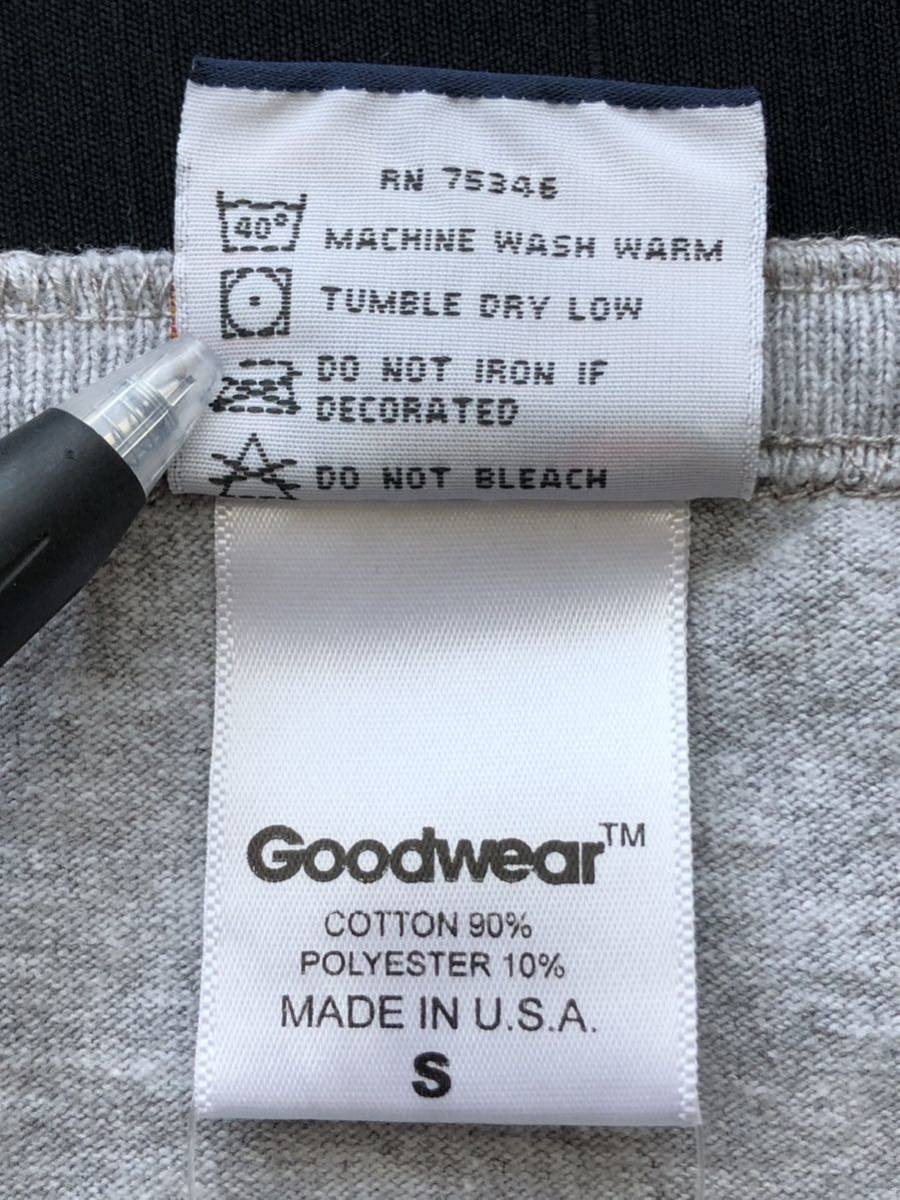 RN 75346
40°
MACHINE WASH WARM
TUMBLE DRY LOW
DO NOT IRON IF
DECORATED
DO NOT BLEACH
Goodwear™
COTTON 90%
POLYESTER 10%
MADE IN U.S.A.
S